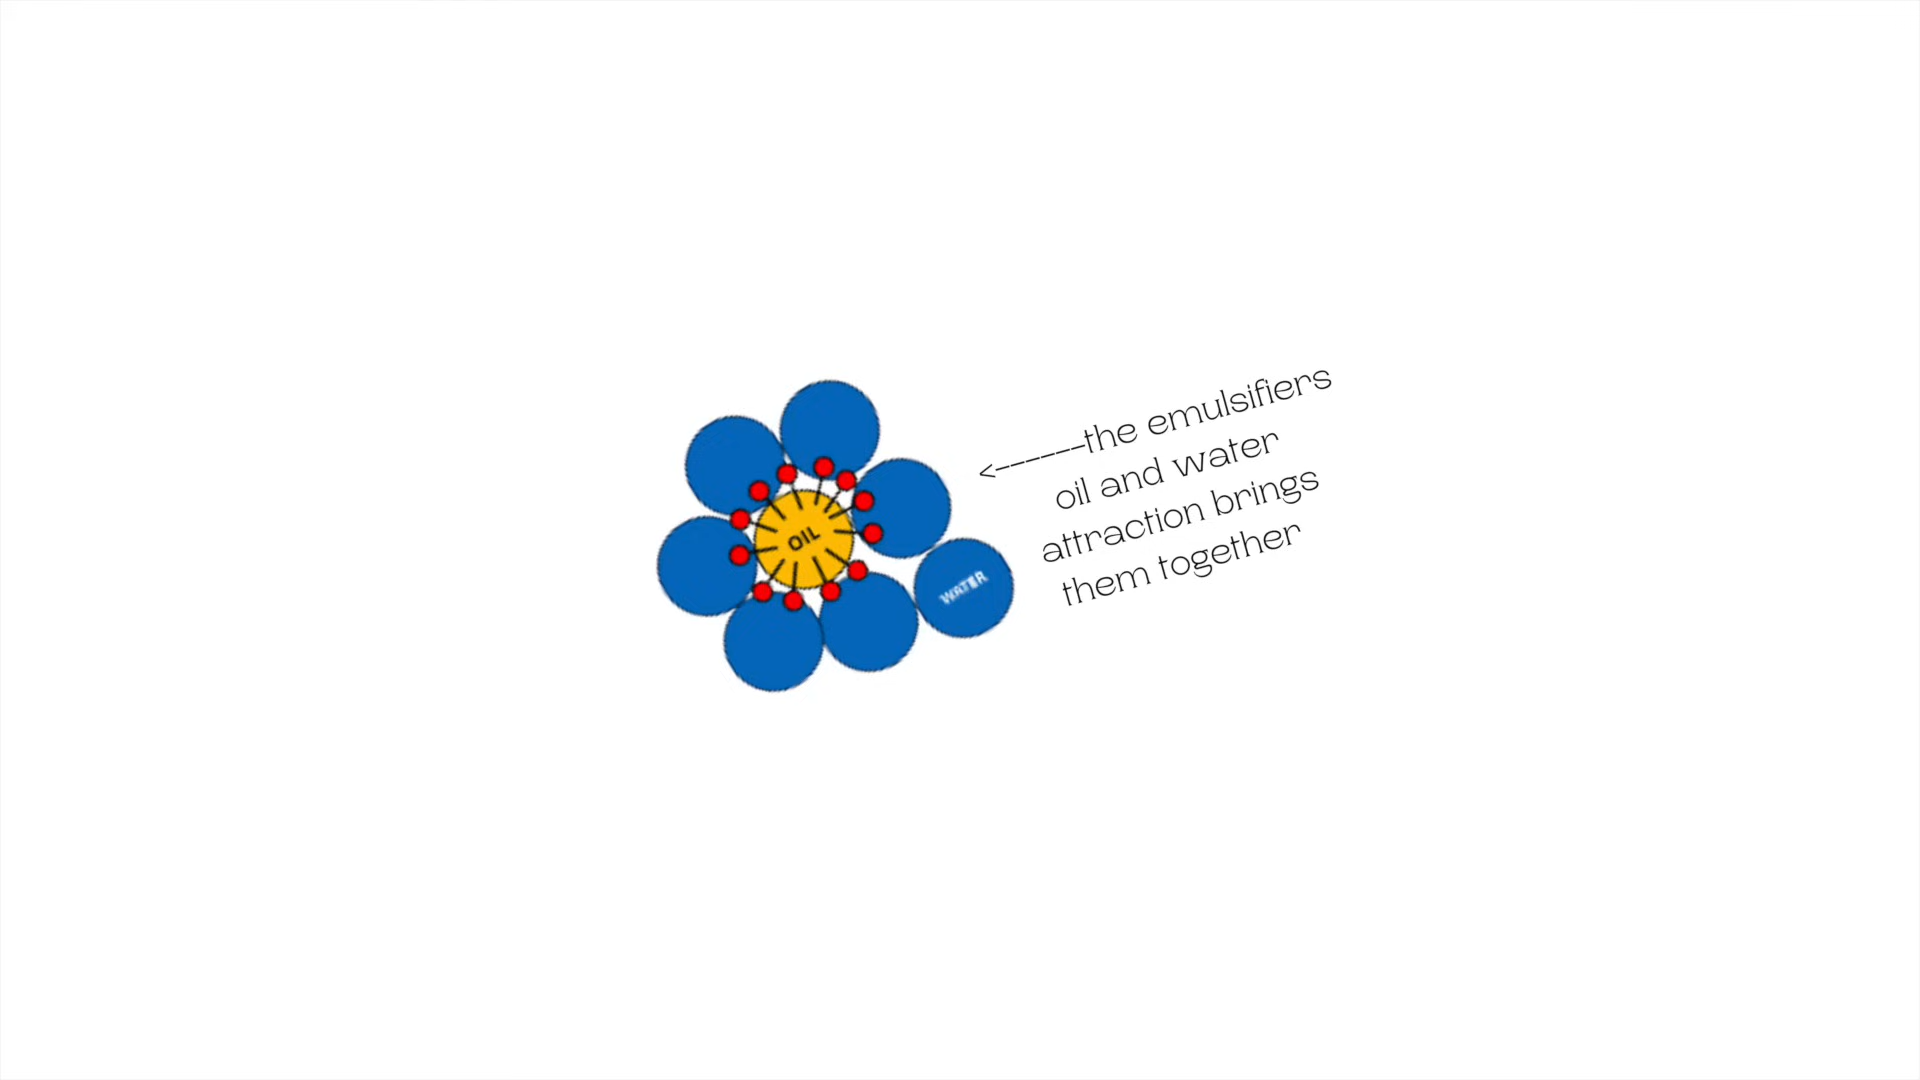 <------the emulsifiers
oil and water
attraction brings
them together
OIL
WATER